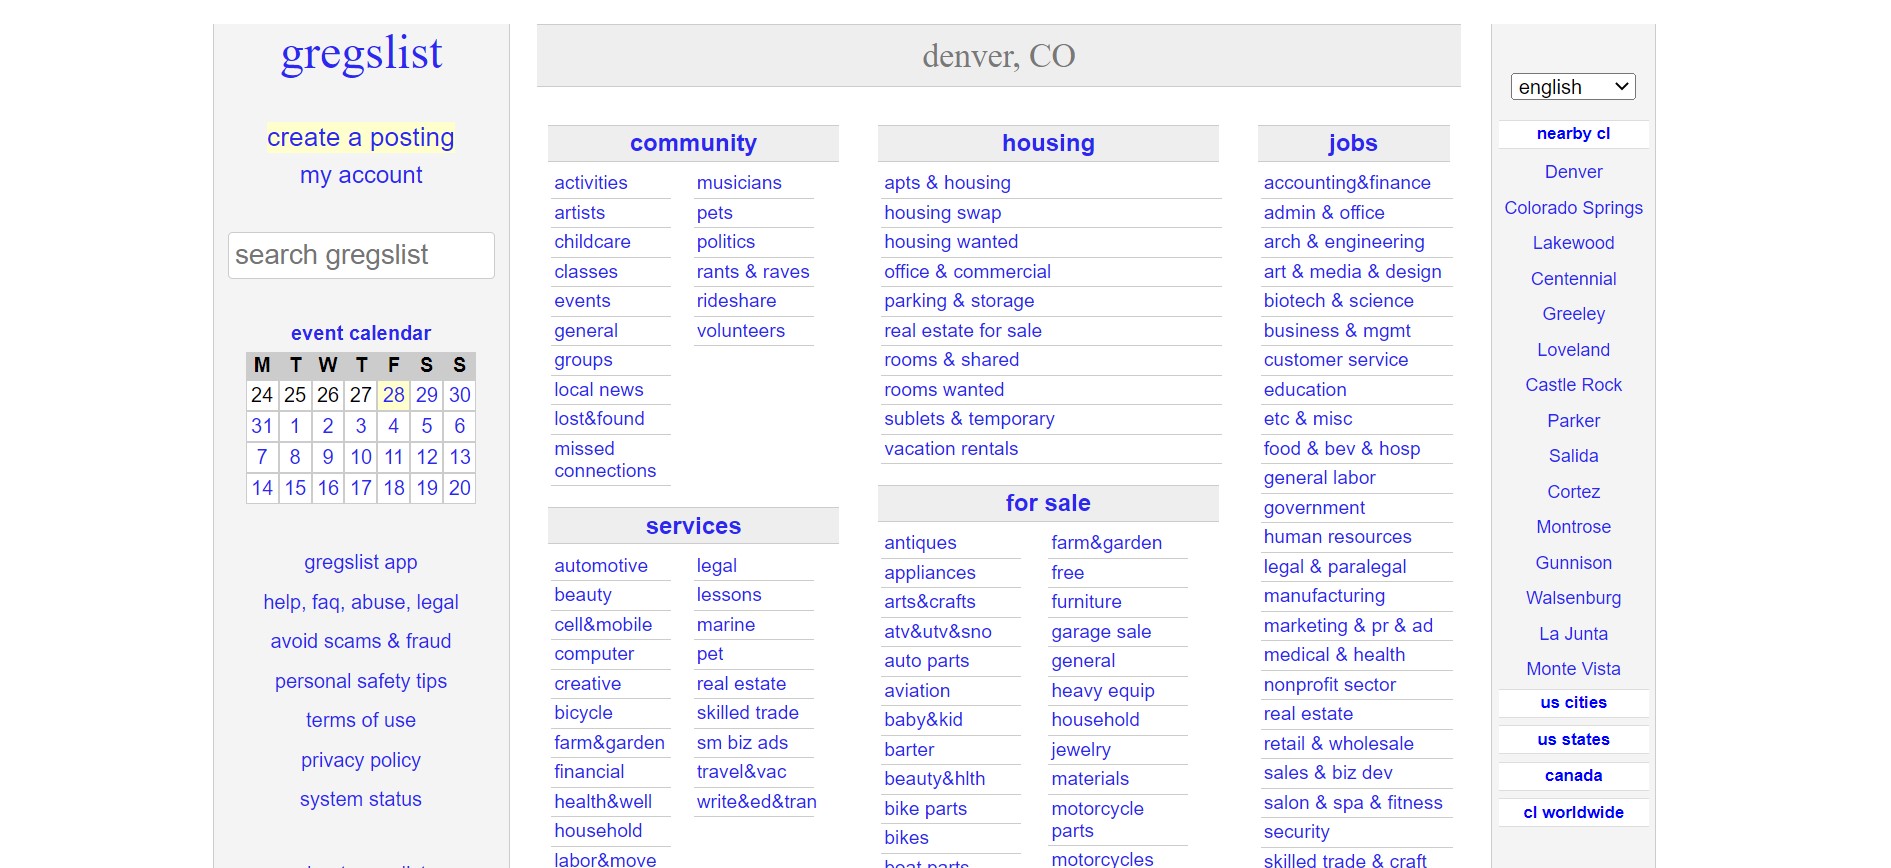 gregslist
create a posting
my account
search gregslist
event calendar
M T W T F S S
24 25 26 27 28 29 30
31 1 2 3 4 5 6
7 8 9 10 11 12 13
14 15 16 17 18 19 20
gregslist app
help, faq, abuse, legal
avoid scams & fraud
personal safety tips
terms of use
privacy policy
system status
denver, CO
community
activities
artists
childcare
classes
events
general
groups
local news
lost&found
missed
connections
musicians
pets
politics
rants & raves
rideshare
volunteers
services
automotive
beauty
cell&mobile
computer
creative
bicycle
farm&garden
financial
health&well
household
labor&move
legal
lessons
marine
pet
real estate
skilled trade
sm biz ads
travel&vac
write&ed&tran
housing
apts & housing
housing swap
housing wanted
office & commercial
parking & storage
real estate for sale
rooms & shared
rooms wanted
sublets & temporary
vacation rentals
for sale
antiques
appliances
arts&crafts
atv&utv&sno
auto parts
aviation
baby&kid
barter
beauty&hlth
bike parts
bikes
boat parts
farm&garden
free
furniture
garage sale
general
heavy equip
household
jewelry
materials
motorcycle
parts
motorcycles
jobs
accounting&finance
admin & office
arch & engineering
art & media & design
biotech & science
business & mgmt
customer service
education
etc & misc
food & bev & hosp
general labor
government
human resources
legal & paralegal
manufacturing
marketing & pr & ad
medical & health
nonprofit sector
real estate
retail & wholesale
sales & biz dev
salon & spa & fitness
security
skilled trade & craft
english
nearby cl
Denver
Colorado Springs
Lakewood
Centennial
Greeley
Loveland
Castle Rock
Parker
Salida
Cortez
Montrose
Gunnison
Walsenburg
La Junta
Monte Vista
us cities
us states
canada
cl worldwide